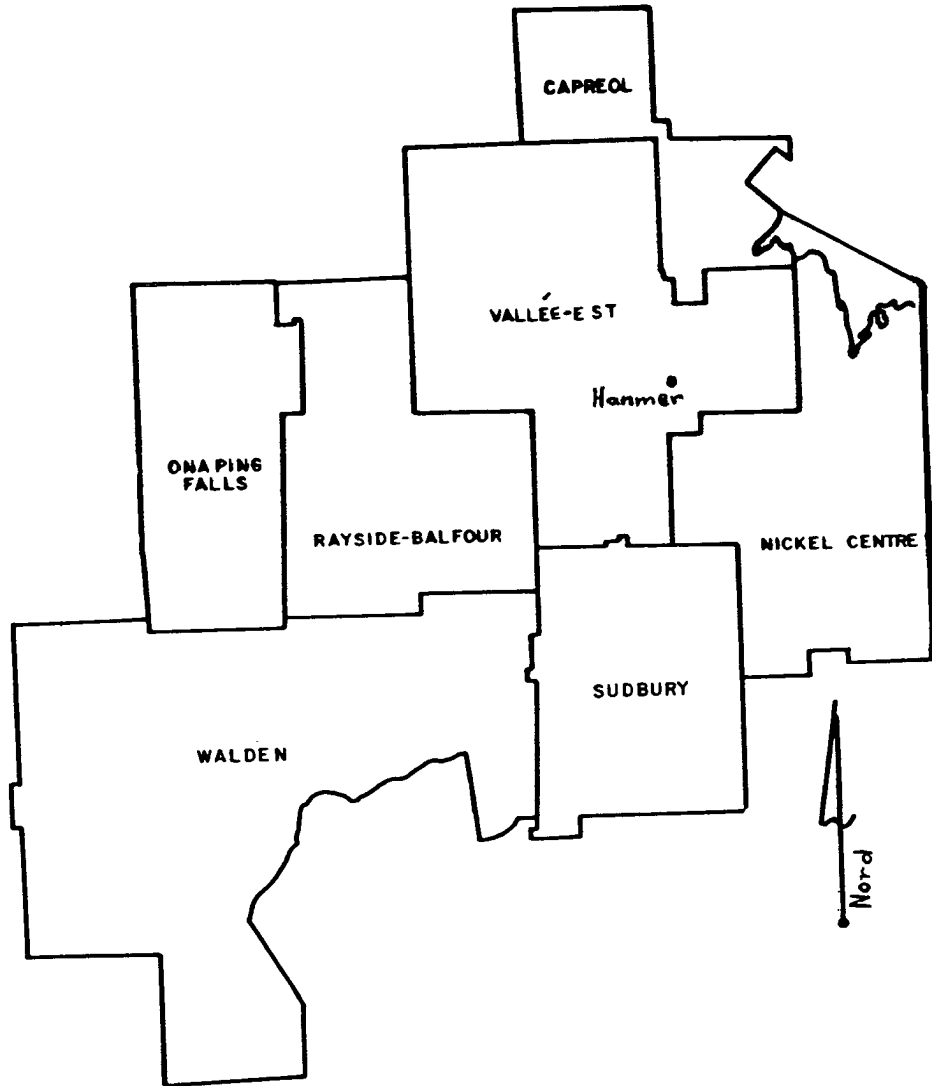 CAPREOL
VALLÉE-EST
Hanmer
ONAPING
FALLS
RAYSIDE-BALFOUR
NICKEL CENTRE
SUDBURY
WALDEN
Nord